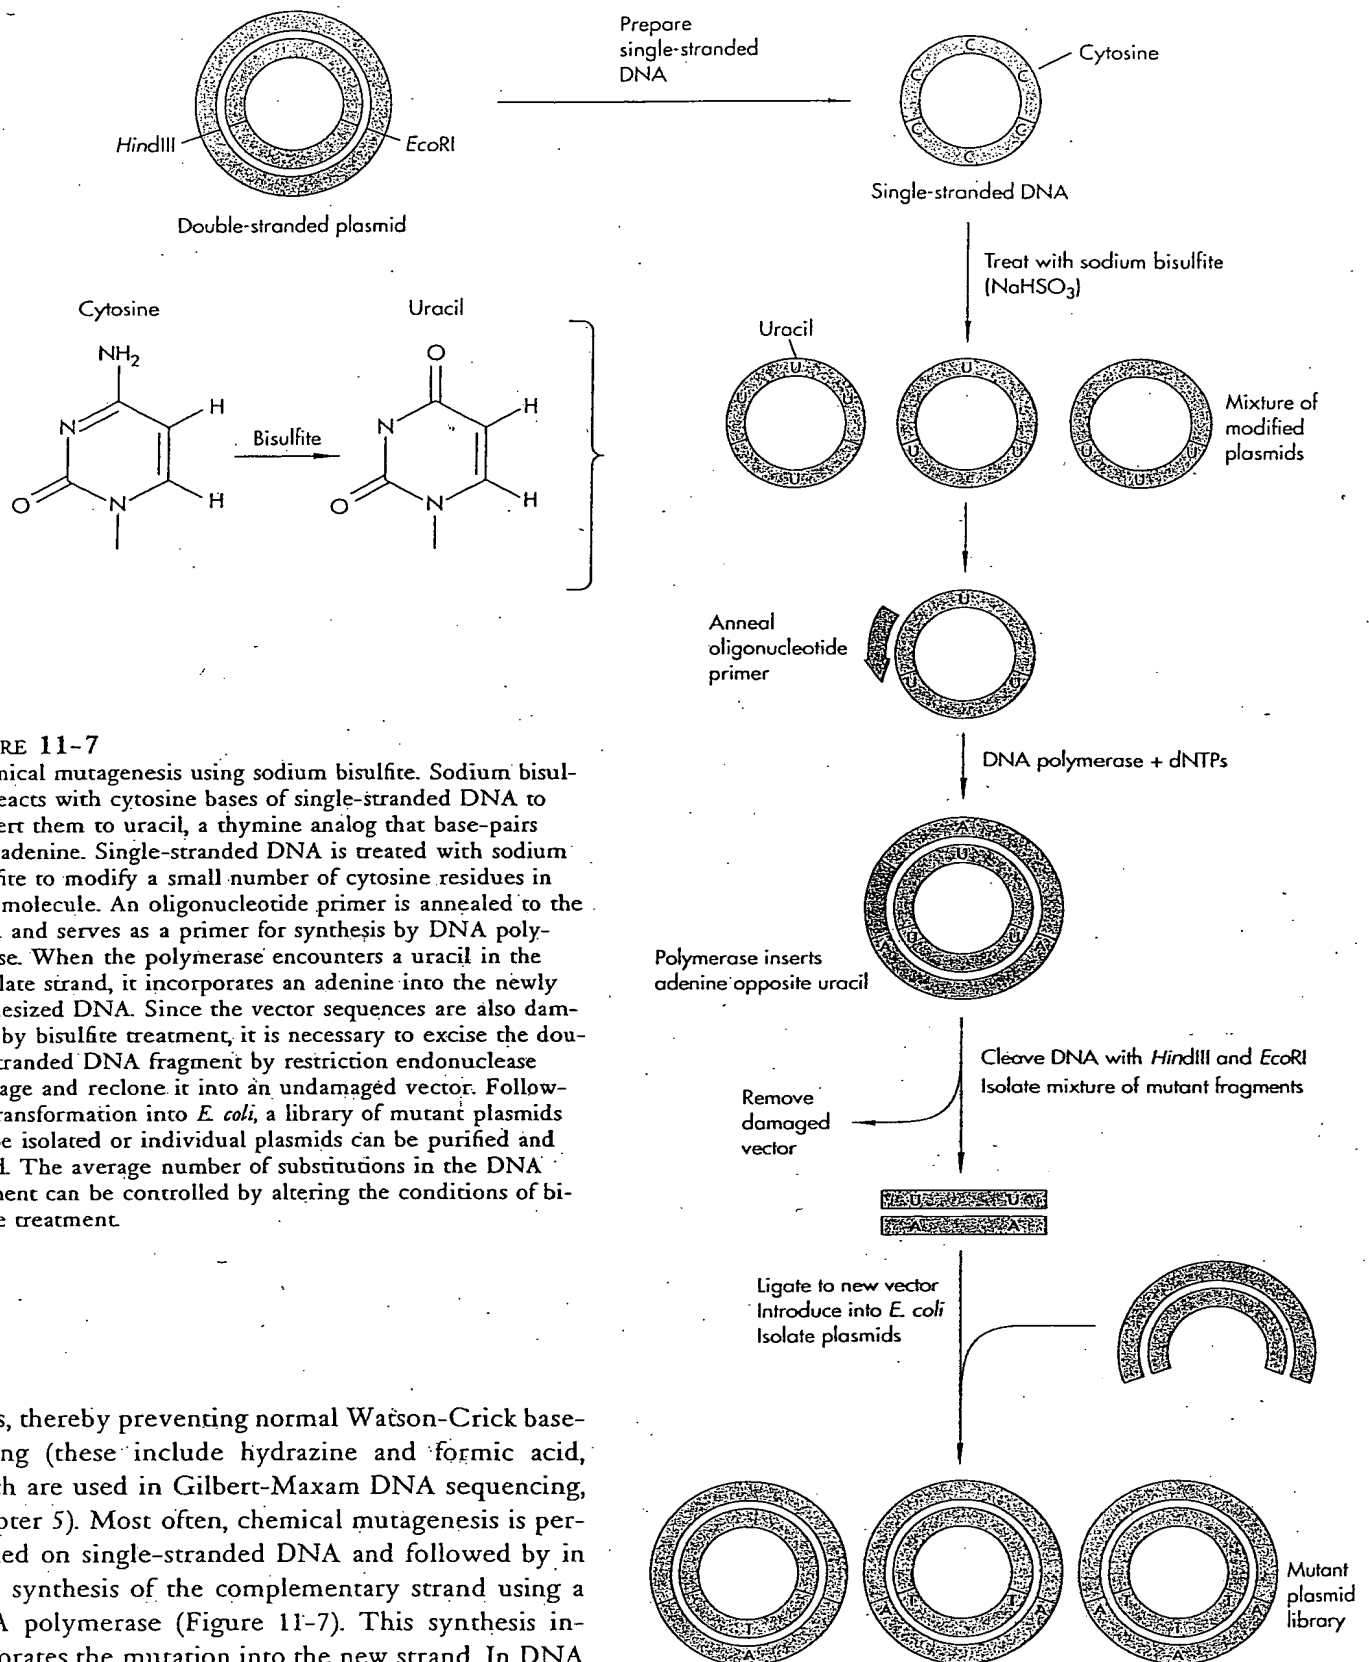 Prepare
single-stranded
DNA
C
C
C
C
C
C
Cytosine
HindIII
EcoRI
Double-stranded plasmid
Single-stranded DNA
Treat with sodium bisulfite
(NaHSO3)
Cytosine
Uracil
NH2
O
N
H
N
H
Bisulfite
O
N
H
O
N
H
Uracil
U
U
U
U
U
U
U
U
U
U
Mixture of
modified
plasmids
Anneal
oligonucleotide
primer
U
U
U
DNA polymerase + dNTPs
A
U
U
U
A
A
Polymerase inserts
adenine opposite uracil
Cleave DNA with HindIII and EcoRI
Isolate mixture of mutant fragments
Remove
damaged
vector
U U
A A
Ligate to new vector
Introduce into E. coli
Isolate plasmids
T
A
T
T
A
A
T
T
A
A
A
Mutant
plasmid
library
RE 11-7
nical mutagenesis using sodium bisulfite. Sodium bisul-
eacts with cytosine bases of single-stranded DNA to
ert them to uracil, a thymine analog that base-pairs
adenine. Single-stranded DNA is treated with sodium
fite to modify a small number of cytosine residues in
molecule. An oligonucleotide primer is annealed to the
and serves as a primer for synthesis by DNA poly-
se. When the polymerase encounters a uracil in the
late strand, it incorporates an adenine into the newly
esized DNA. Since the vector sequences are also dam-
by bisulfite treatment, it is necessary to excise the dou-
tranded DNA fragment by restriction endonuclease
age and reclone it into an undamaged vector. Follow-
ransformation into E. coli, a library of mutant plasmids
e isolated or individual plasmids can be purified and
d. The average number of substitutions in the DNA
nent can be controlled by altering the conditions of bi-
e treatment.
s, thereby preventing normal Watson-Crick base-
ng (these include hydrazine and formic acid,
h are used in Gilbert-Maxam DNA sequencing,
pter 5). Most often, chemical mutagenesis is per-
ed on single-stranded DNA and followed by in
synthesis of the complementary strand using a
A polymerase (Figure 11-7). This synthesis in-
orates the mutation into the new strand. In DNA